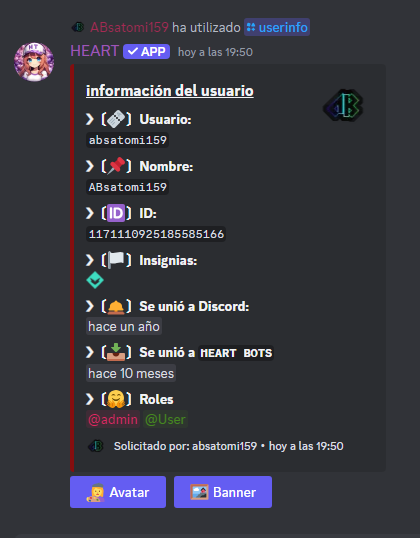 ABsatomi159 ha utilizado userinfo
HEART APP hoy a las 19:50
información del usuario
❯ 〔🗞️〕 Usuario:
absatomi159
❯ 〔📌〕 Nombre:
ABsatomi159
❯ 〔🆔〕 ID:
1171110925185585166
❯ 〔🏳️〕 Insignias:
❯ 〔🛎️〕 Se unió a Discord:
hace un año
❯ 〔📥〕 Se unió a HEART BOTS
hace 10 meses
❯ 〔🤗〕 Roles
@admin @User
Solicitado por: absatomi159 • hoy a las 19:50
Avatar Banner